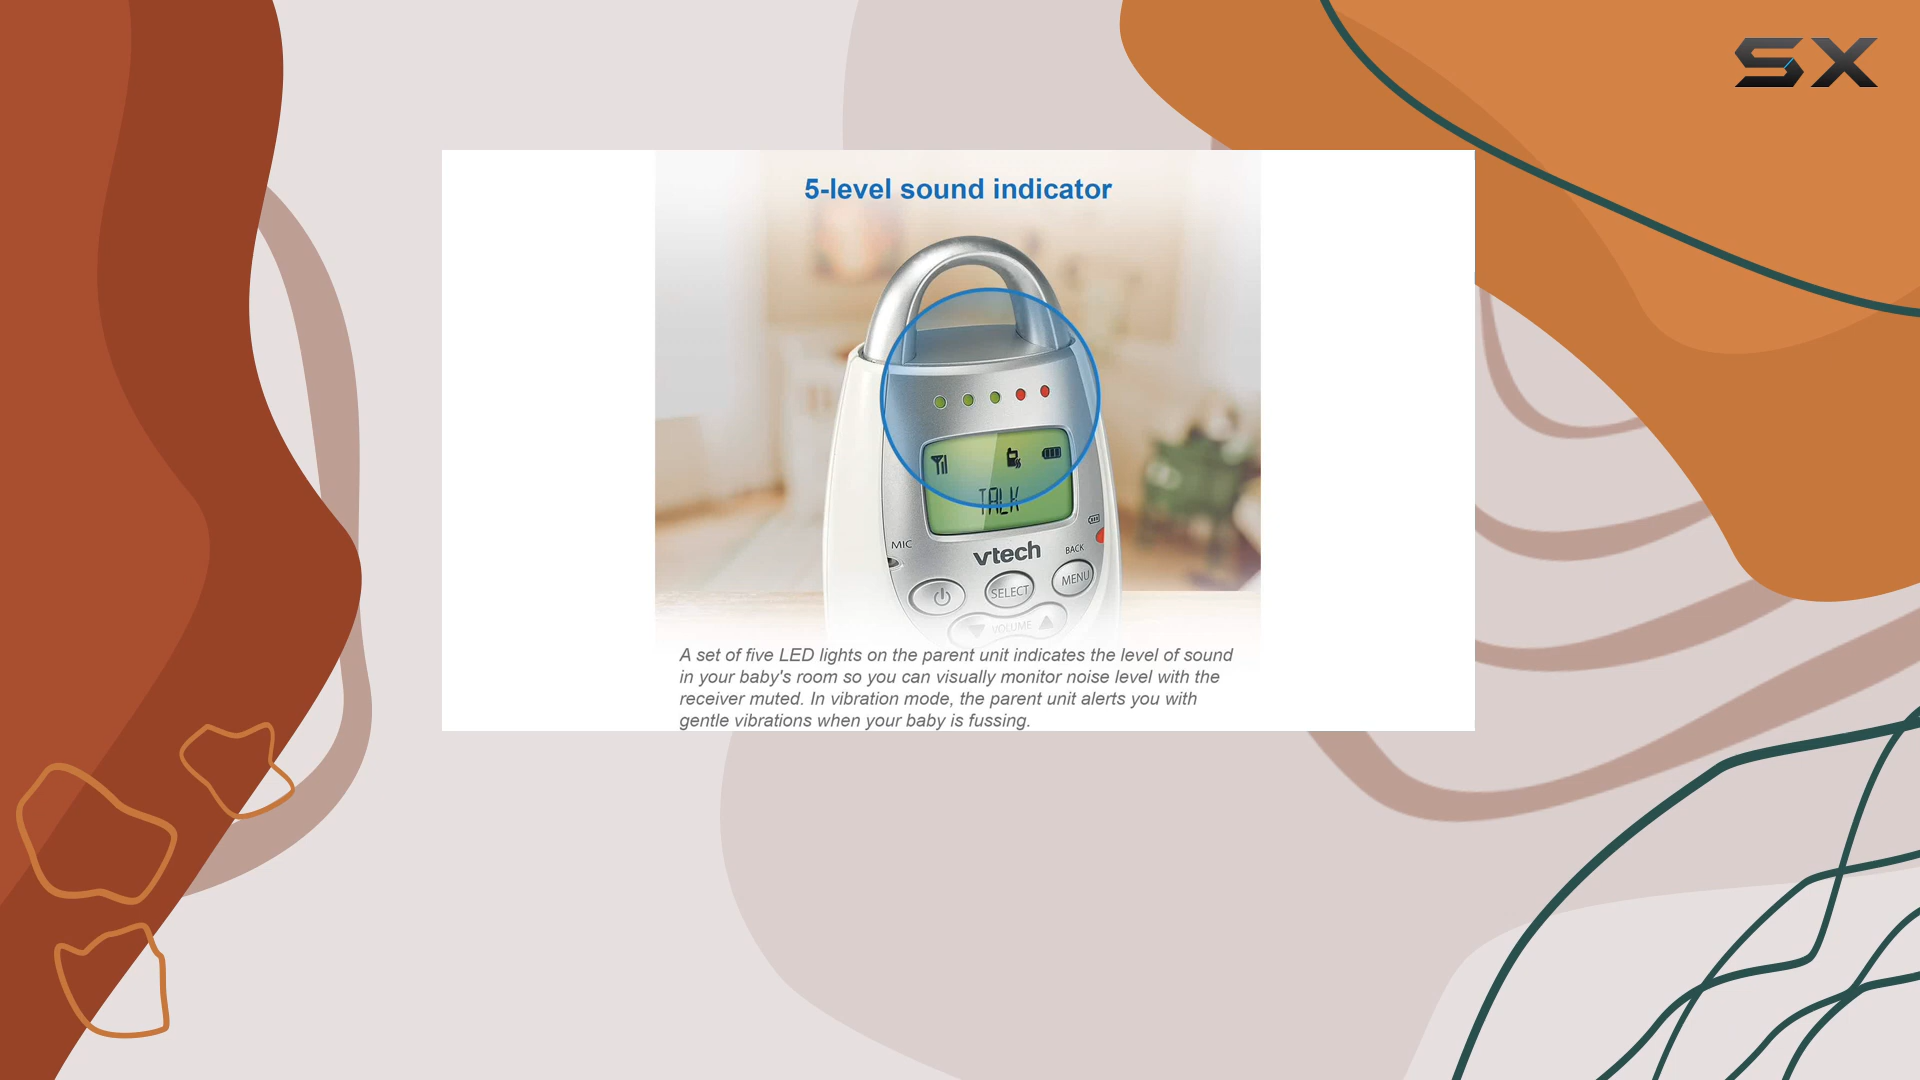 SX
5-level sound indicator
TALK
MIC
vtech
BACK
SELECT
MENU
VOLUME
A set of five LED lights on the parent unit indicates the level of sound
in your baby's room so you can visually monitor noise level with the
receiver muted. In vibration mode, the parent unit alerts you with
gentle vibrations when your baby is fussing.